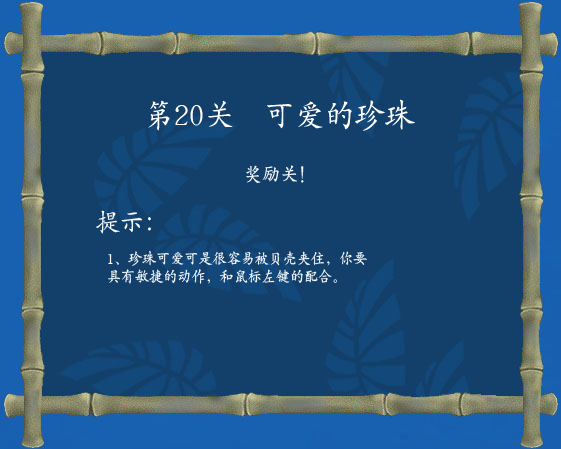 第20关 可爱的珍珠
奖励关!
提示:
1、珍珠可爱可是很容易被贝壳夹住，你要
具有敏捷的动作，和鼠标左键的配合。